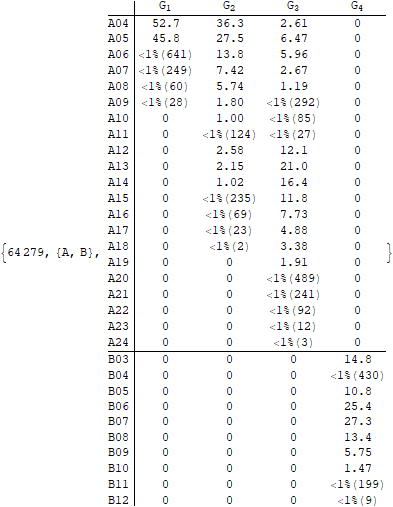 G1 G2 G3 G4
A04 52.7 36.3 2.61 0
A05 45.8 27.5 6.47 0
A06 <1%(641) 13.8 5.96 0
A07 <1%(249) 7.42 2.67 0
A08 <1%(60) 5.74 1.19 0
A09 <1%(28) 1.80 <1%(292) 0
A10 0 1.00 <1%(85) 0
A11 0 <1%(124) <1%(27) 0
A12 0 2.58 12.1 0
A13 0 2.15 21.0 0
A14 0 1.02 16.4 0
A15 0 <1%(235) 11.8 0
A16 0 <1%(69) 7.73 0
A17 0 <1%(23) 4.88 0
{64279, {A, B}, A18 0 <1%(2) 3.38 0 }
A19 0 0 1.91 0
A20 0 0 <1%(489) 0
A21 0 0 <1%(241) 0
A22 0 0 <1%(92) 0
A23 0 0 <1%(12) 0
A24 0 0 <1%(3) 0
B03 0 0 0 14.8
B04 0 0 0 <1%(430)
B05 0 0 0 10.8
B06 0 0 0 25.4
B07 0 0 0 27.3
B08 0 0 0 13.4
B09 0 0 0 5.75
B10 0 0 0 1.47
B11 0 0 0 <1%(199)
B12 0 0 0 <1%(9)